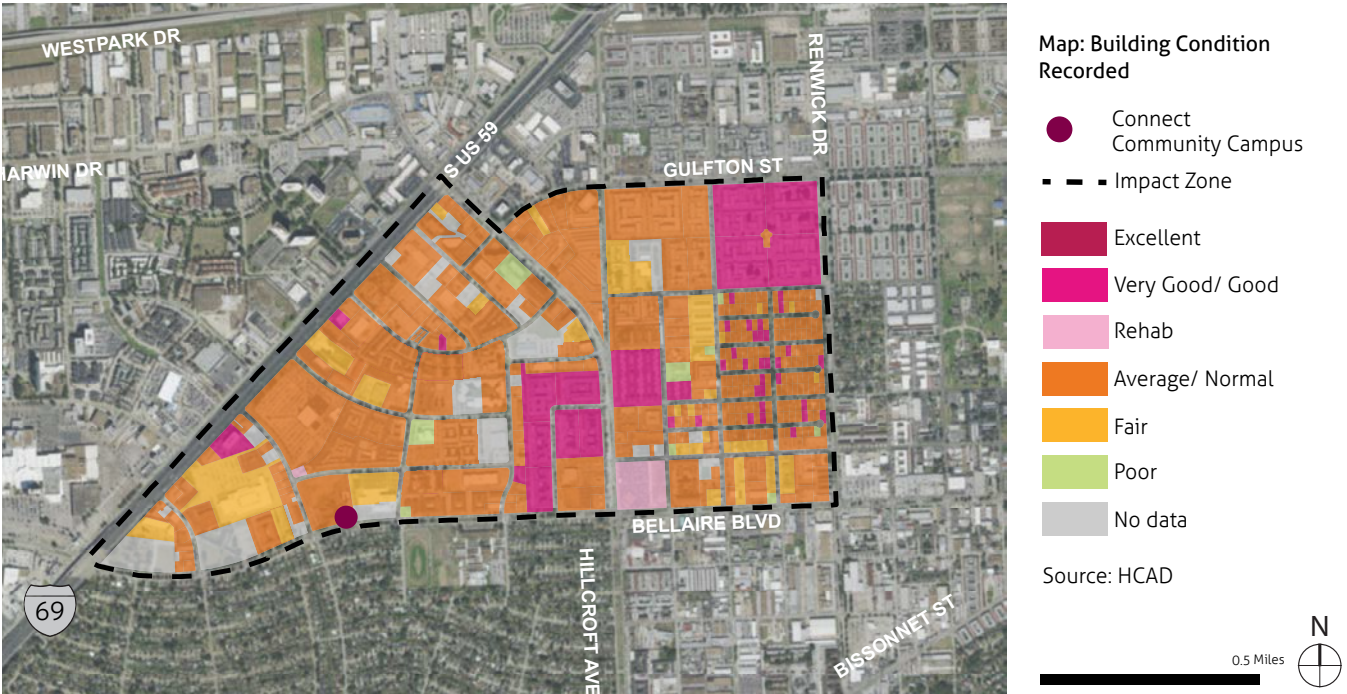 WESTPARK DR
HARWIN DR
S US 59
GULFTON ST
RENWICK DR
BELLAIRE BLVD
HILLCROFT AVE
BISSONNET ST
69
Map: Building Condition
Recorded
Connect
Community Campus
Impact Zone
Excellent
Very Good/ Good
Rehab
Average/ Normal
Fair
Poor
No data
Source: HCAD
N
0.5 Miles